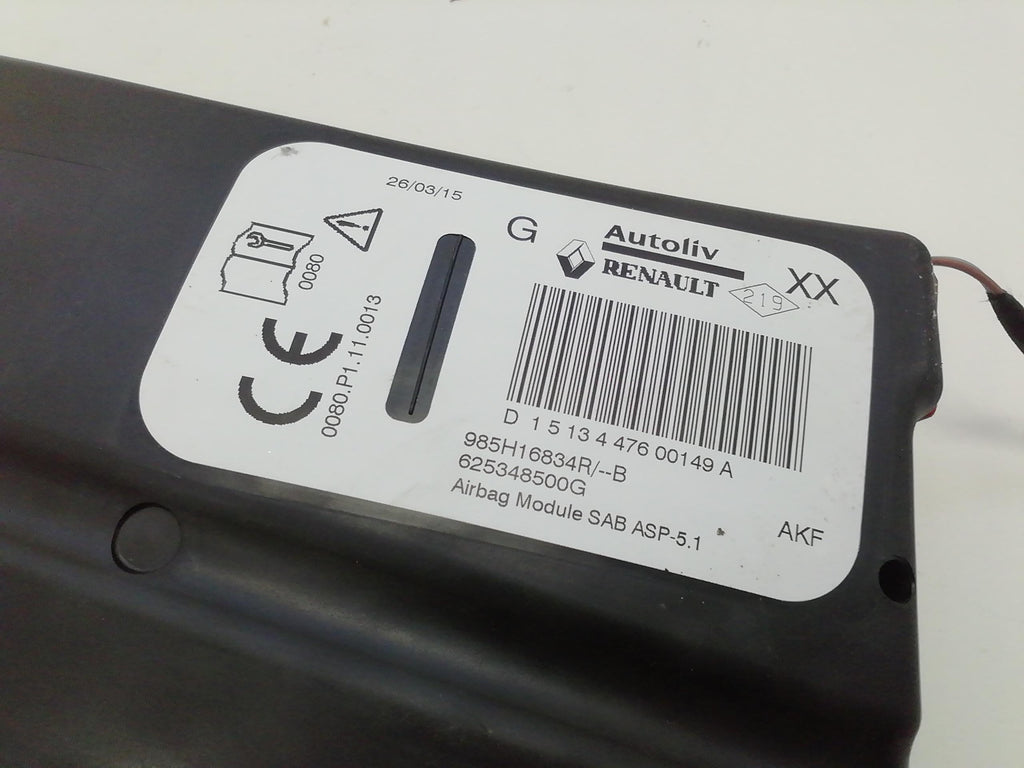 26/03/15
0080
CE
0080.P1.11.0013
G
Autoliv
RENAULT
219
XX
D 1 5 13 4 476 00149 A
985H16834R/--B
625348500G
Airbag Module SAB ASP-5.1
AKF